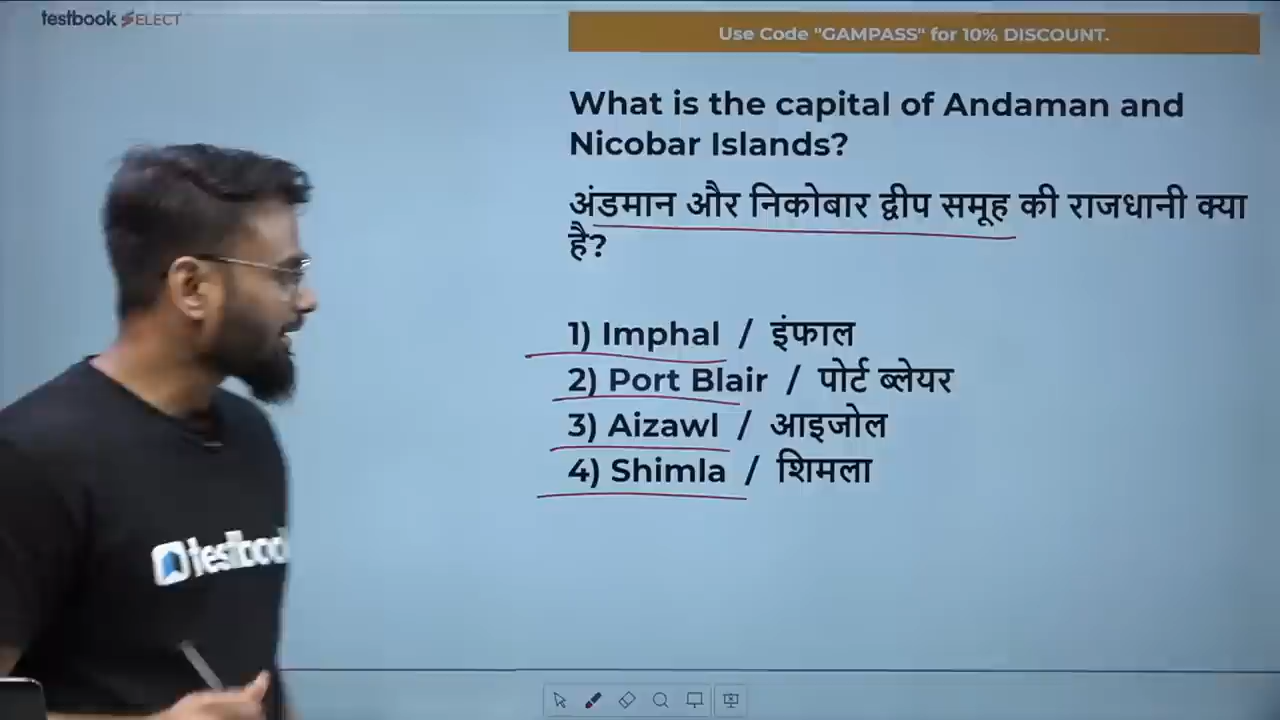 testbook SELECT
Use Code "GAMPASS" for 10% DISCOUNT.
What is the capital of Andaman and
Nicobar Islands?
अंडमान और निकोबार द्वीप समूह की राजधानी क्या
है?
1) Imphal / इंफाल
2) Port Blair / पोर्ट ब्लेयर
3) Aizawl / आइजोल
4) Shimla / शिमला
testbook